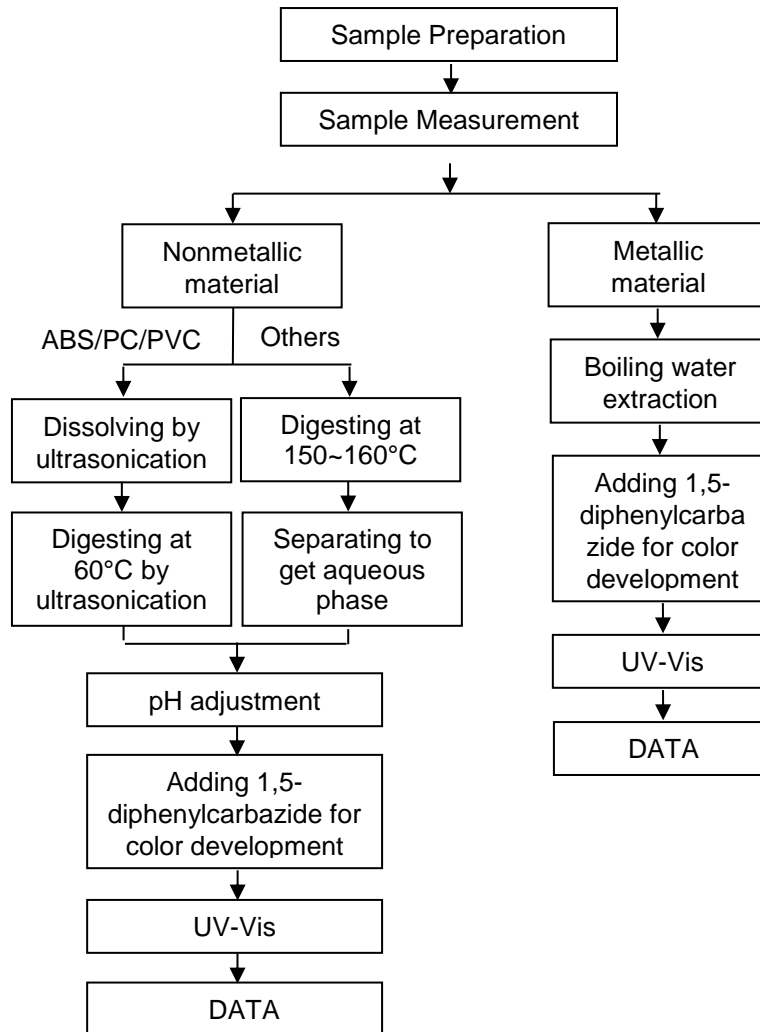 Sample Preparation
Sample Measurement
Nonmetallic
material
ABS/PC/PVC
Others
Dissolving by
ultrasonication
Digesting at
150~160°C
Digesting at
60°C by
ultrasonication
Separating to
get aqueous
phase
pH adjustment
Adding 1,5-
diphenylcarbazide for
color development
UV-Vis
DATA
Metallic
material
Boiling water
extraction
Adding 1,5-
diphenylcarba
zide for color
development
UV-Vis
DATA